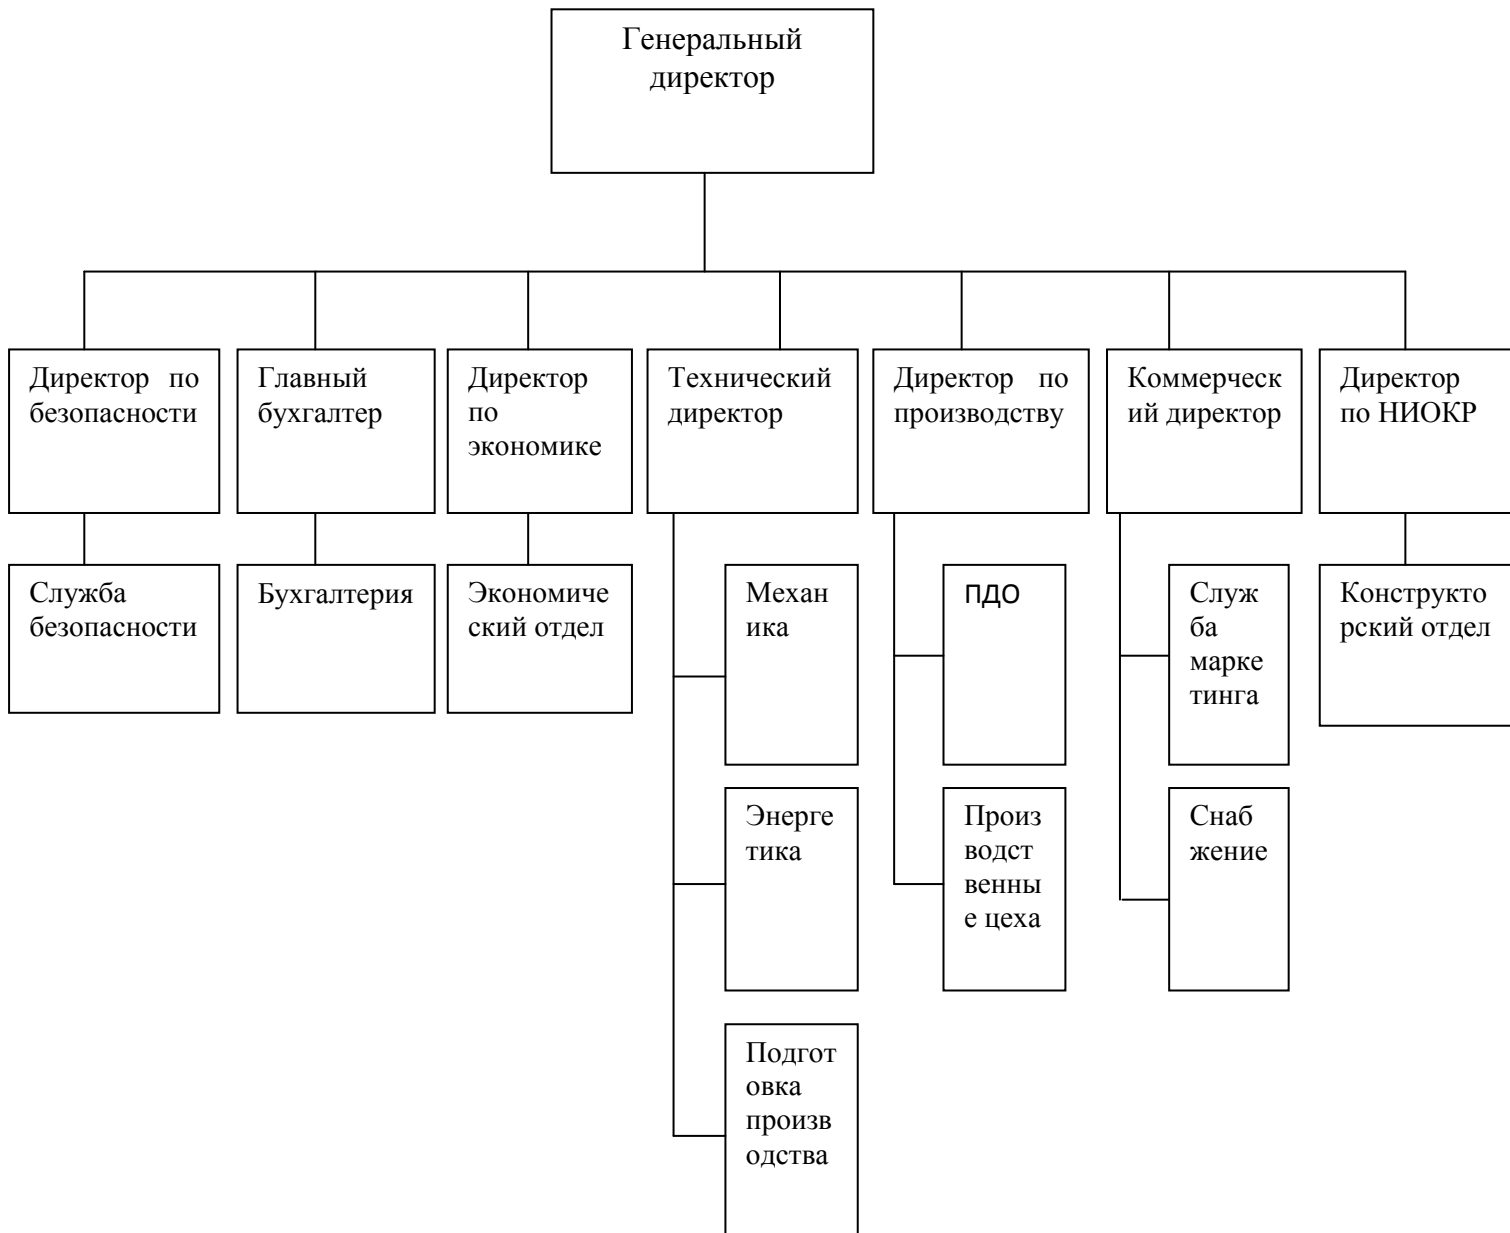 Генеральный
директор
Директор по
безопасности
Главный
бухгалтер
Директор
по
экономике
Технический
директор
Директор по
производству
Коммерческ
ий директор
Директор
по НИОКР
Служба
безопасности
Бухгалтерия
Экономиче
ский отдел
Механ
ика
ПДО
Служ
ба
марке
тинга
Конструкто
рский отдел
Энерге
тика
Произ
водст
венны
е цеха
Снаб
жение
Подгот
овка
произв
одства